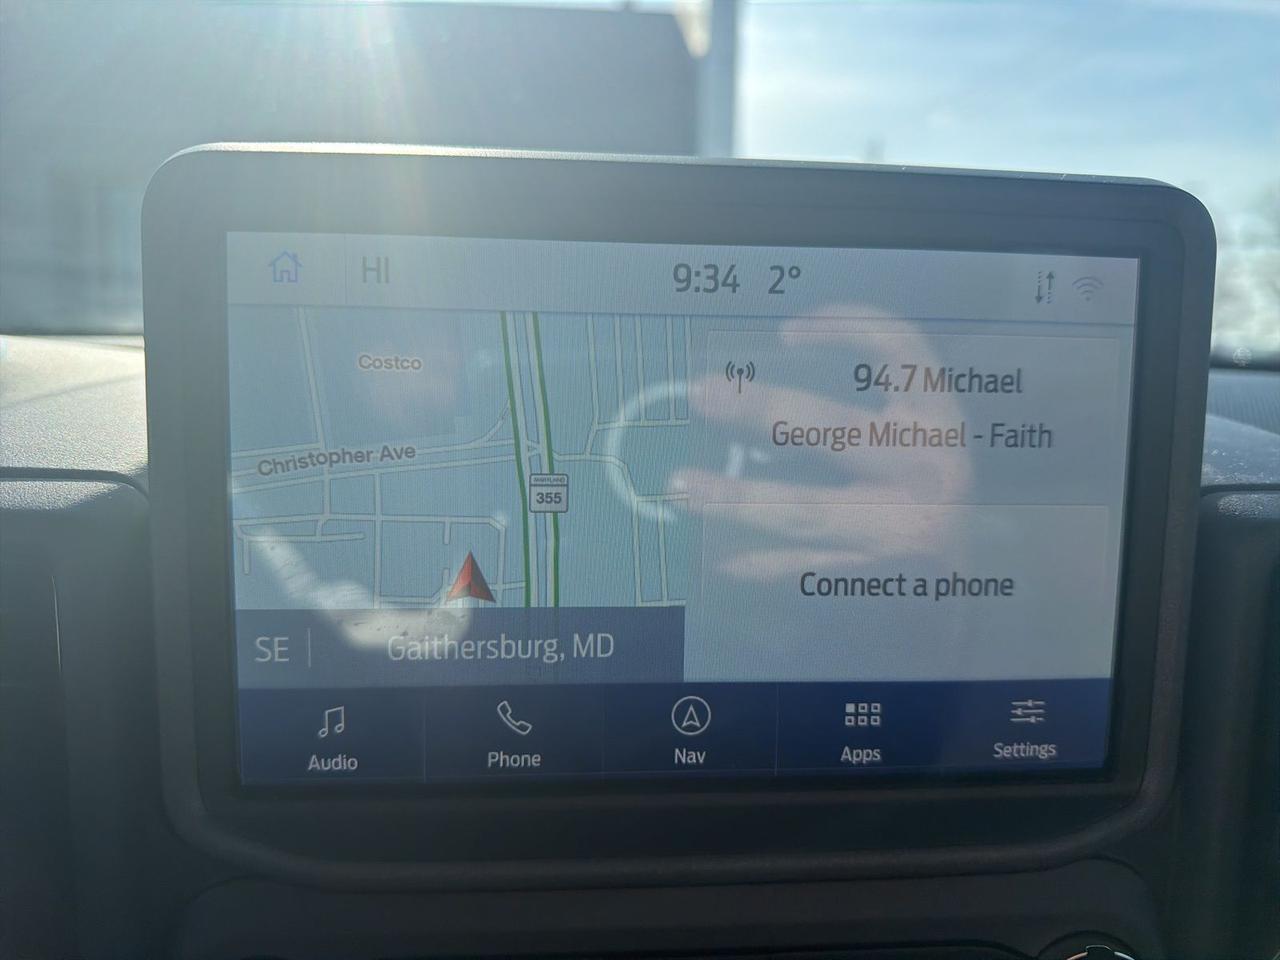 HI
9:34 2°
Costco
Christopher Ave
MARYLAND
355
94.7 Michael
George Michael - Faith
Connect a phone
SE
Gaithersburg, MD
Audio
Phone
Nav
Apps
Settings